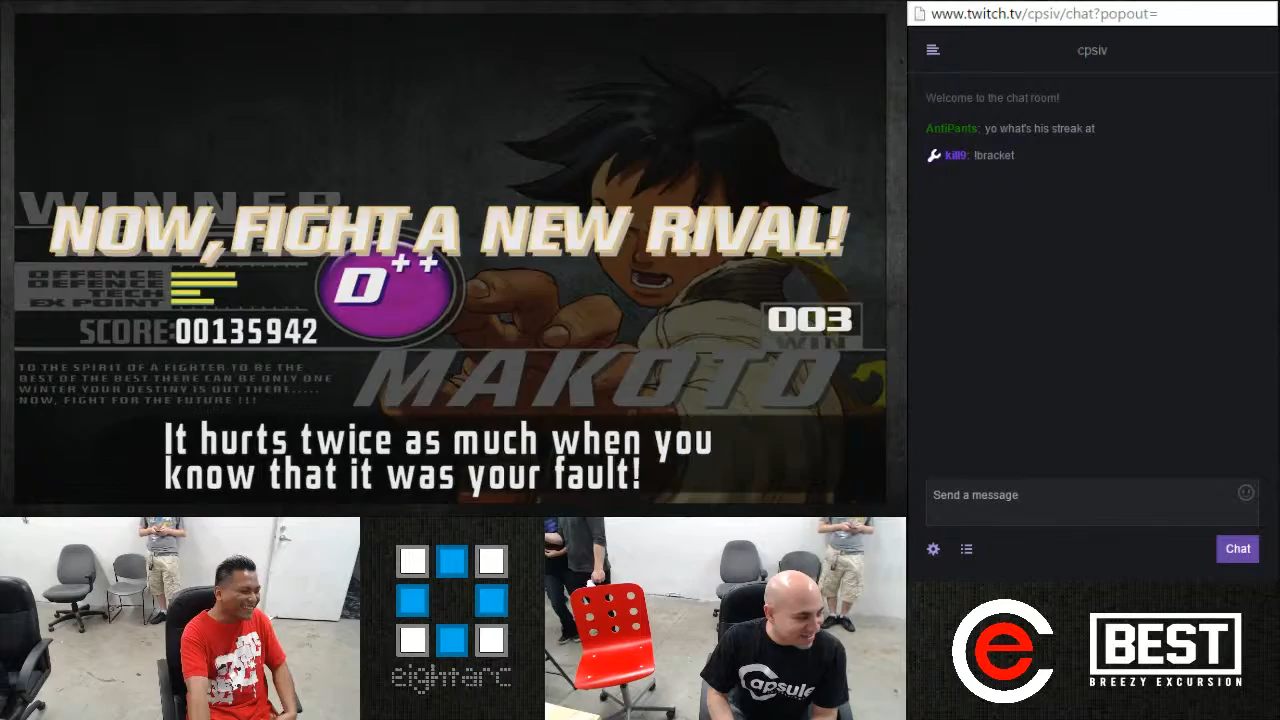 WINNER
NOW, FIGHT A NEW RIVAL!
OFFENCE
DEFENCE
TECH
EX POINT
D++
SCORE:00135942
003
WIN
TO THE SPIRIT OF A FIGHTER TO BE THE
BEST OF THE BEST THERE CAN BE ONLY ONE
WINTER YOUR DESTINY IS OUT THERE.....
NOW, FIGHT FOR THE FUTURE !!!
MAKOTO
It hurts twice as much when you
know that it was your fault!
www.twitch.tv/cpsiv/chat?popout=
cpsiv
Welcome to the chat room!
AntiPants: yo what's his streak at
kill9: !bracket
Send a message
Chat
eightarc
Capsule
Ce
BEST
BREEZY EXCURSION